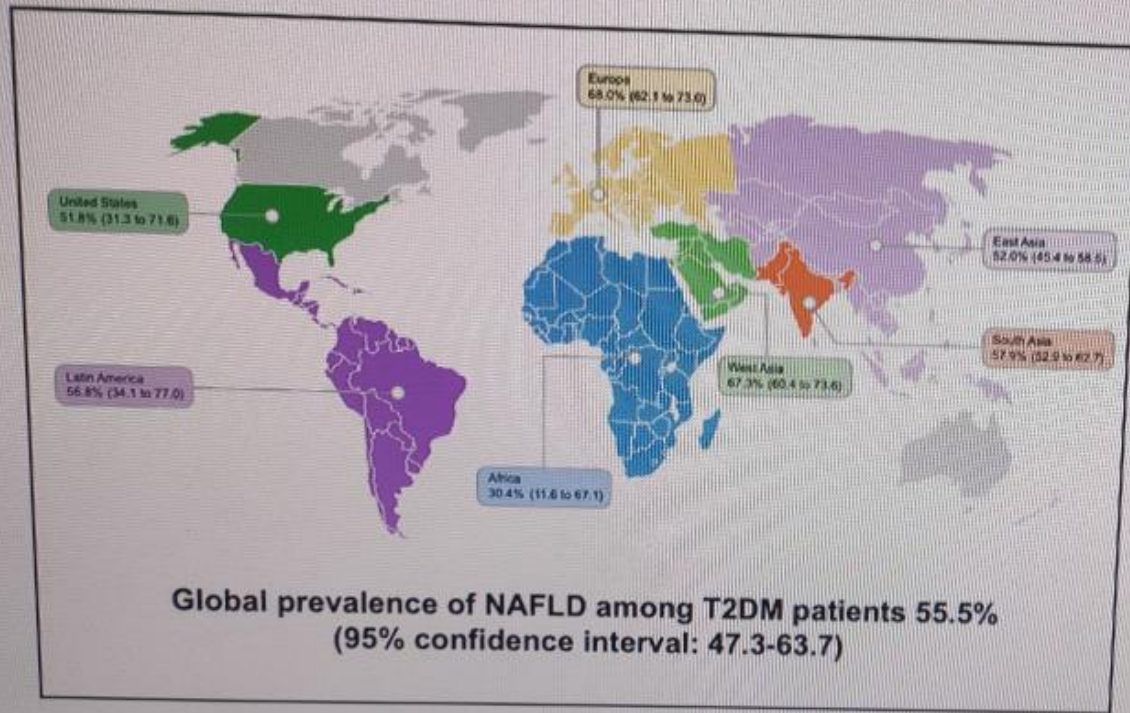 Europe
68.0% (62.1 to 73.0)
United States
51.8% (31.3 to 71.6)
East Asia
52.0% (45.4 to 58.5)
South Asia
57.9% (52.9 to 62.7)
West Asia
67.3% (60.4 to 73.6)
Latin America
56.8% (34.1 to 77.0)
Africa
30.4% (11.6 to 67.1)
Global prevalence of NAFLD among T2DM patients 55.5%
(95% confidence interval: 47.3-63.7)